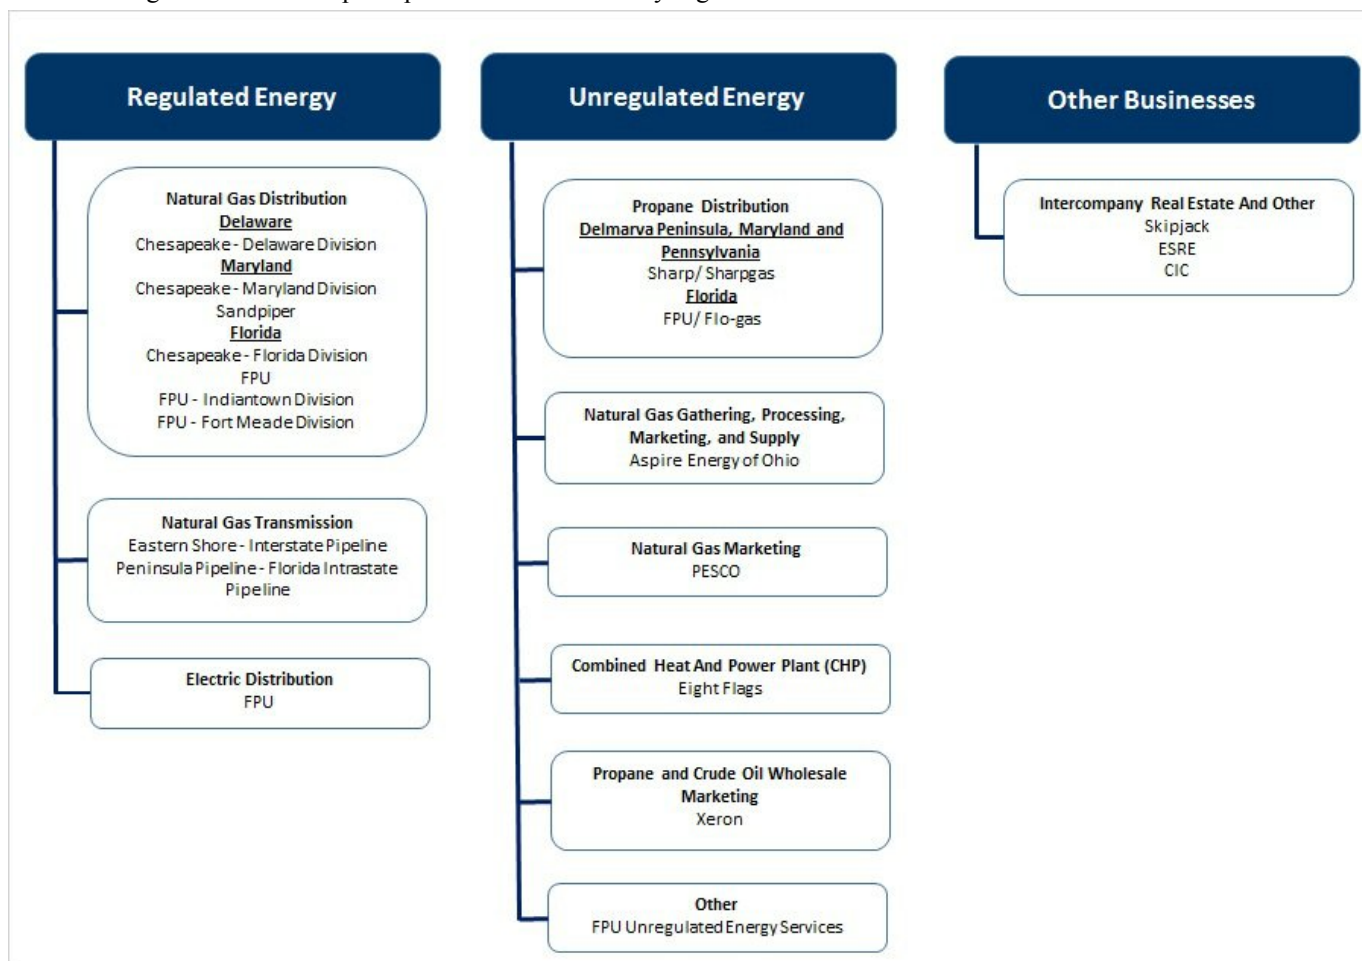 Regulated Energy
Natural Gas Distribution
Delaware
Chesapeake - Delaware Division
Maryland
Chesapeake - Maryland Division
Sandpiper
Florida
Chesapeake - Florida Division
FPU
FPU - Indiantown Division
FPU - Fort Meade Division
Natural Gas Transmission
Eastern Shore - Interstate Pipeline
Peninsula Pipeline - Florida Intrastate
Pipeline
Electric Distribution
FPU
Unregulated Energy
Propane Distribution
Delmarva Peninsula, Maryland and
Pennsylvania
Sharp/ Sharpgas
Florida
FPU/ Flo-gas
Natural Gas Gathering, Processing,
Marketing, and Supply
Aspire Energy of Ohio
Natural Gas Marketing
PESCO
Combined Heat And Power Plant (CHP)
Eight Flags
Propane and Crude Oil Wholesale
Marketing
Xeron
Other
FPU Unregulated Energy Services
Other Businesses
Intercompany Real Estate And Other
Skipjack
ESRE
CIC